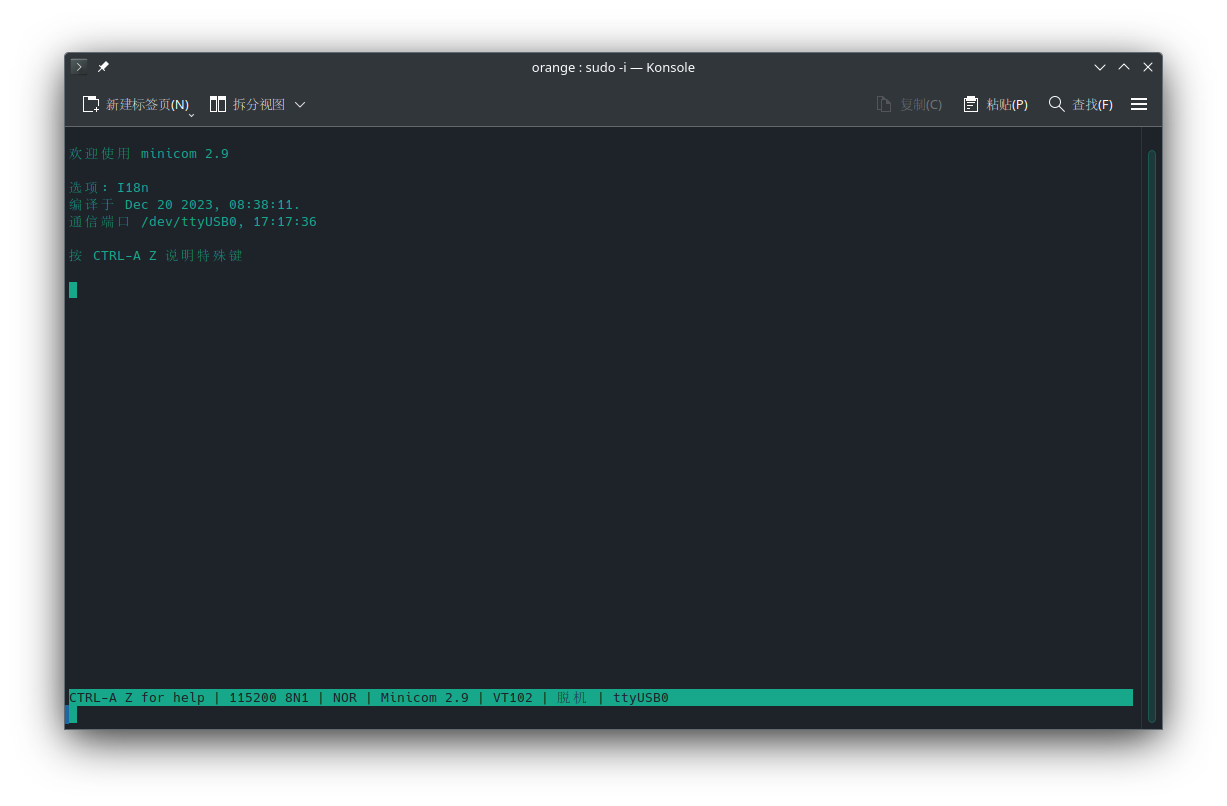 orange : sudo -i — Konsole
新建标签页(N) 拆分视图 复制(C) 粘贴(P) 查找(F)
欢迎使用 minicom 2.9
选项: I18n
编译于 Dec 20 2023, 08:38:11.
通信端口 /dev/ttyUSB0, 17:17:36
按 CTRL-A Z 说明特殊键
CTRL-A Z for help | 115200 8N1 | NOR | Minicom 2.9 | VT102 | 脱机 | ttyUSB0